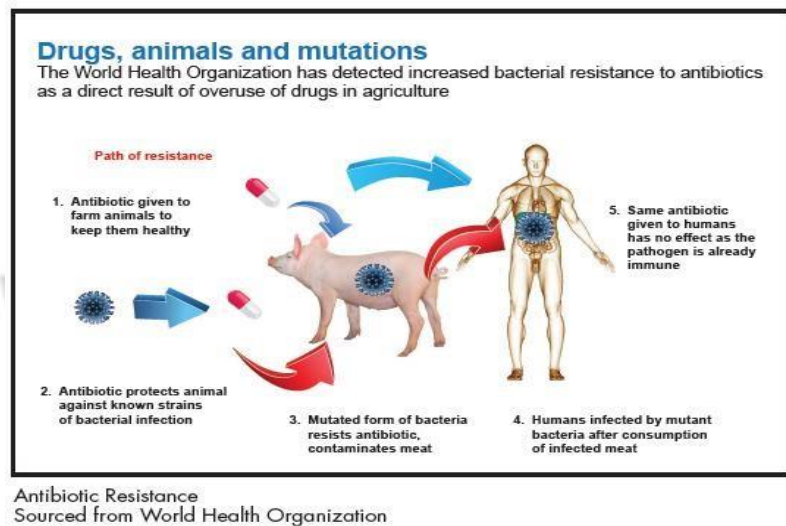 Drugs, animals and mutations
The World Health Organization has detected increased bacterial resistance to antibiotics
as a direct result of overuse of drugs in agriculture
Path of resistance
1. Antibiotic given to
farm animals to
keep them healthy
2. Antibiotic protects animal
against known strains
of bacterial infection
3. Mutated form of bacteria
resists antibiotic,
contaminates meat
4. Humans infected by mutant
bacteria after consumption
of infected meat
5. Same antibiotic
given to humans
has no effect as the
pathogen is already
immune
Antibiotic Resistance
Sourced from World Health Organization